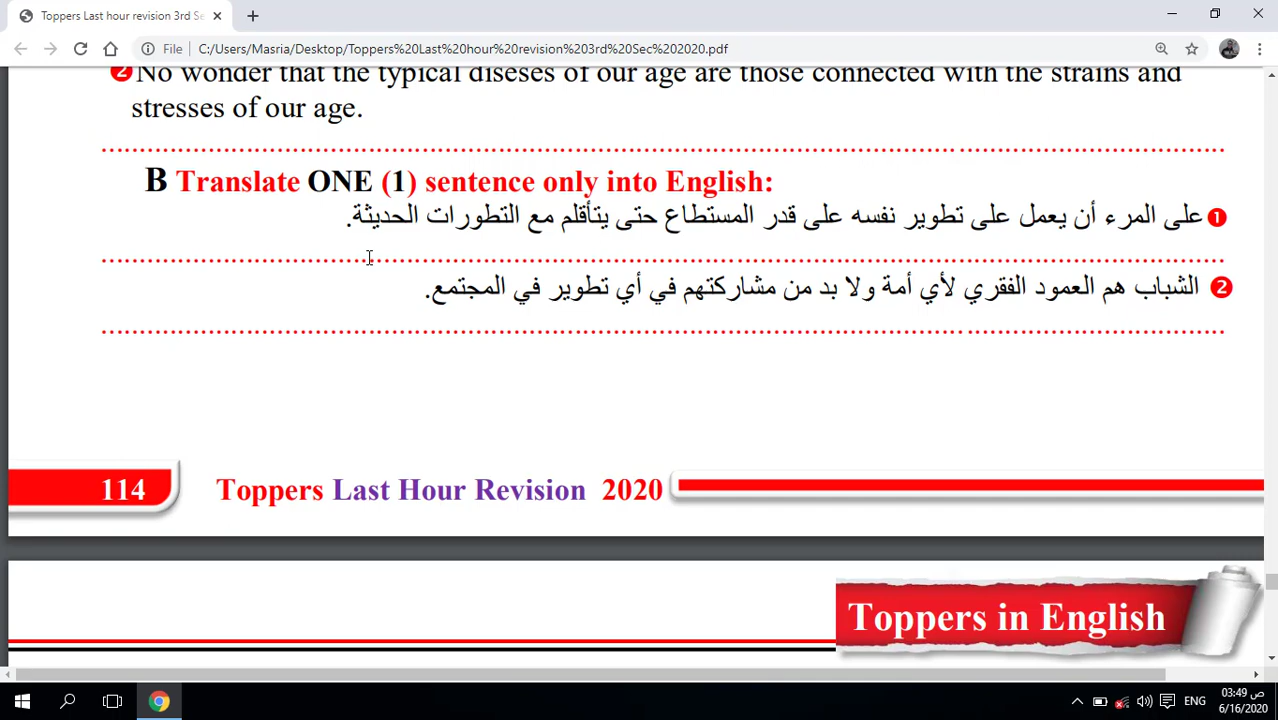 Toppers Last hour revision 3rd Se
File
C:/Users/Masria/Desktop/Toppers%20Last%20hour%20revision%203rd%20Sec%202020.pdf
❷No wonder that the typical diseses of our age are those connected with the strains and
stresses of our age.
B Translate ONE (1) sentence only into English:
❶ على المرء أن يعمل على تطوير نفسه على قدر المستطاع حتى يتأقلم مع التطورات الحديثة.
❷ الشباب هم العمود الفقري لأي أمة ولا بد من مشاركتهم في أي تطوير في المجتمع.
114 Toppers Last Hour Revision 2020
Toppers in English
ENG
03:49 ص
6/16/2020